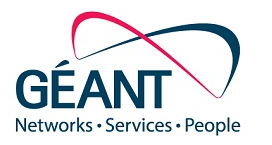 GÉANT
Networks • Services • People